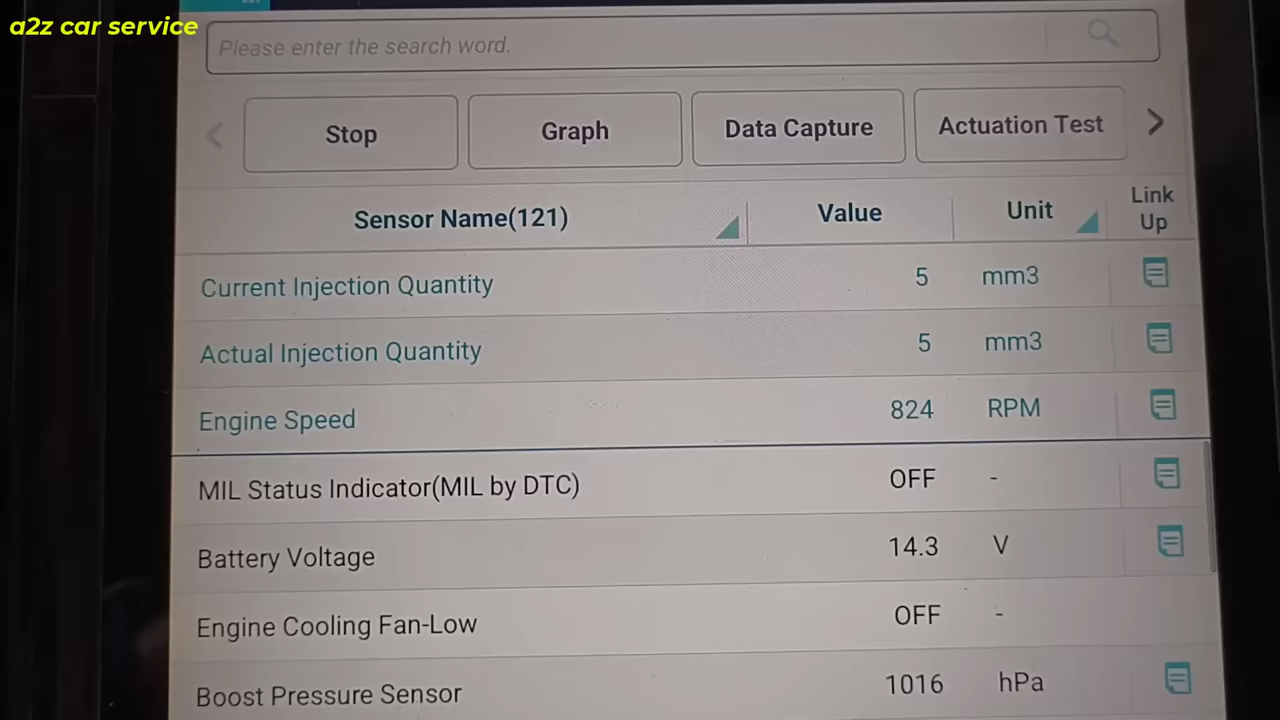 a2z car service
Please enter the search word.
Stop Graph Data Capture Actuation Test
Sensor Name(121) Value Unit Link Up
Current Injection Quantity 5 mm3
Actual Injection Quantity 5 mm3
Engine Speed 824 RPM
MIL Status Indicator(MIL by DTC) OFF -
Battery Voltage 14.3 V
Engine Cooling Fan-Low OFF -
Boost Pressure Sensor 1016 hPa